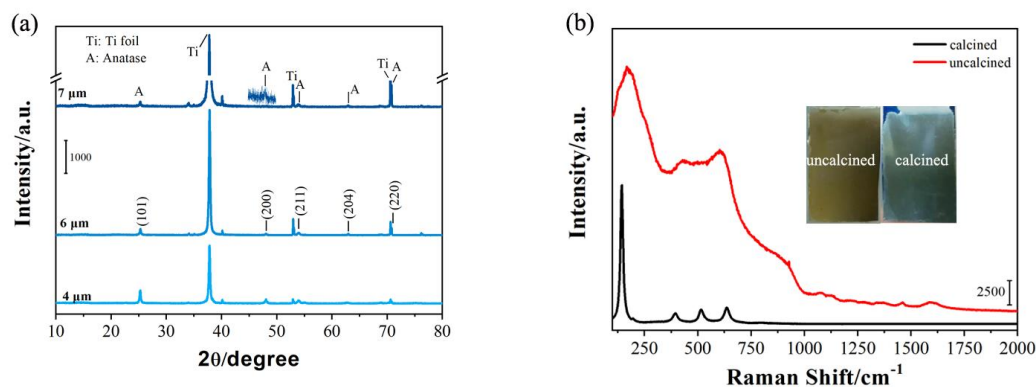 (a)
Ti: Ti foil
A: Anatase
Ti
A
A
Ti
A
A
Ti
A
7 μm
1000
6 μm
(101)
(200)
(211)
(204)
(220)
4 μm
Intensity/a.u.
10 20 30 40 50 60 70 80
2θ/degree
(b)
calcined
uncalcined
uncalcined
calcined
2500
Intensity/a.u.
250 500 750 1000 1250 1500 1750 2000
Raman Shift/cm⁻¹